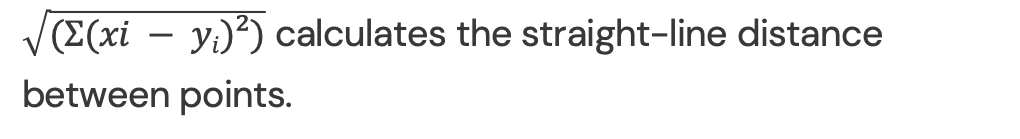 √(Σ(xi − yᵢ)²) calculates the straight-line distance
between points.